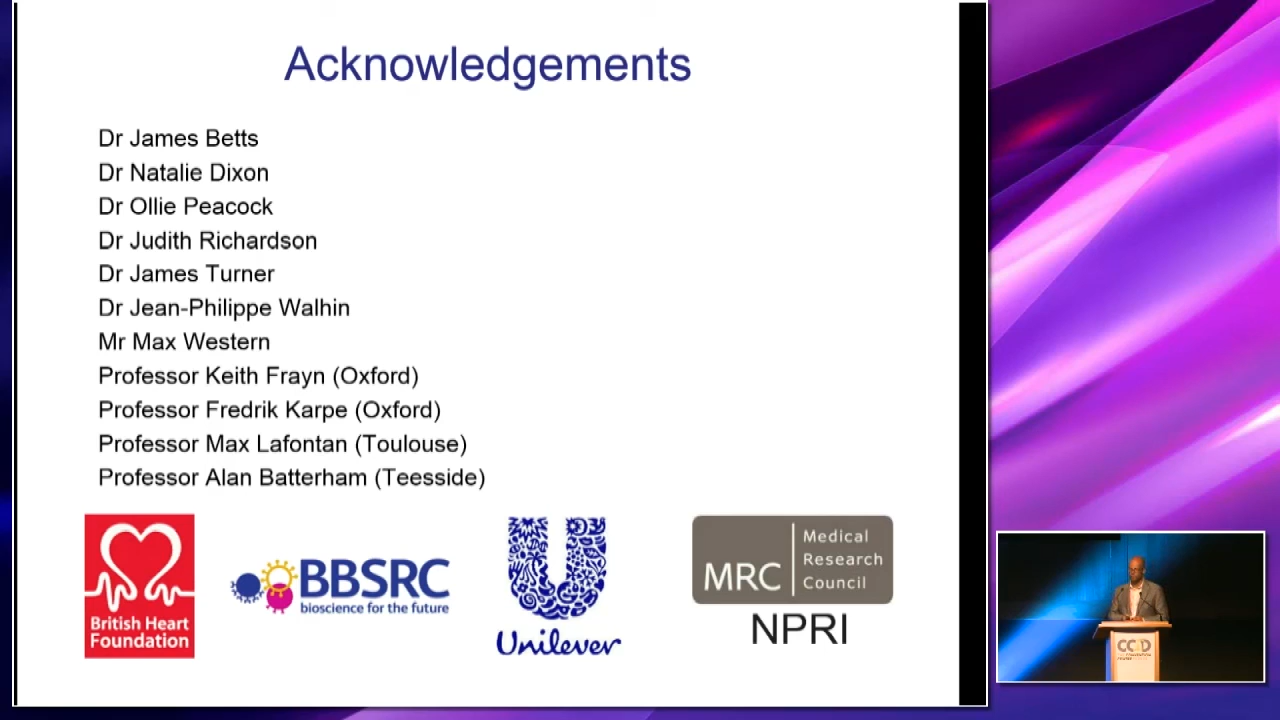 Acknowledgements
Dr James Betts
Dr Natalie Dixon
Dr Ollie Peacock
Dr Judith Richardson
Dr James Turner
Dr Jean-Philippe Walhin
Mr Max Western
Professor Keith Frayn (Oxford)
Professor Fredrik Karpe (Oxford)
Professor Max Lafontan (Toulouse)
Professor Alan Batterham (Teesside)
British Heart
Foundation
BBSRC
bioscience for the future
Unilever
MRC
Medical
Research
Council
NPRI